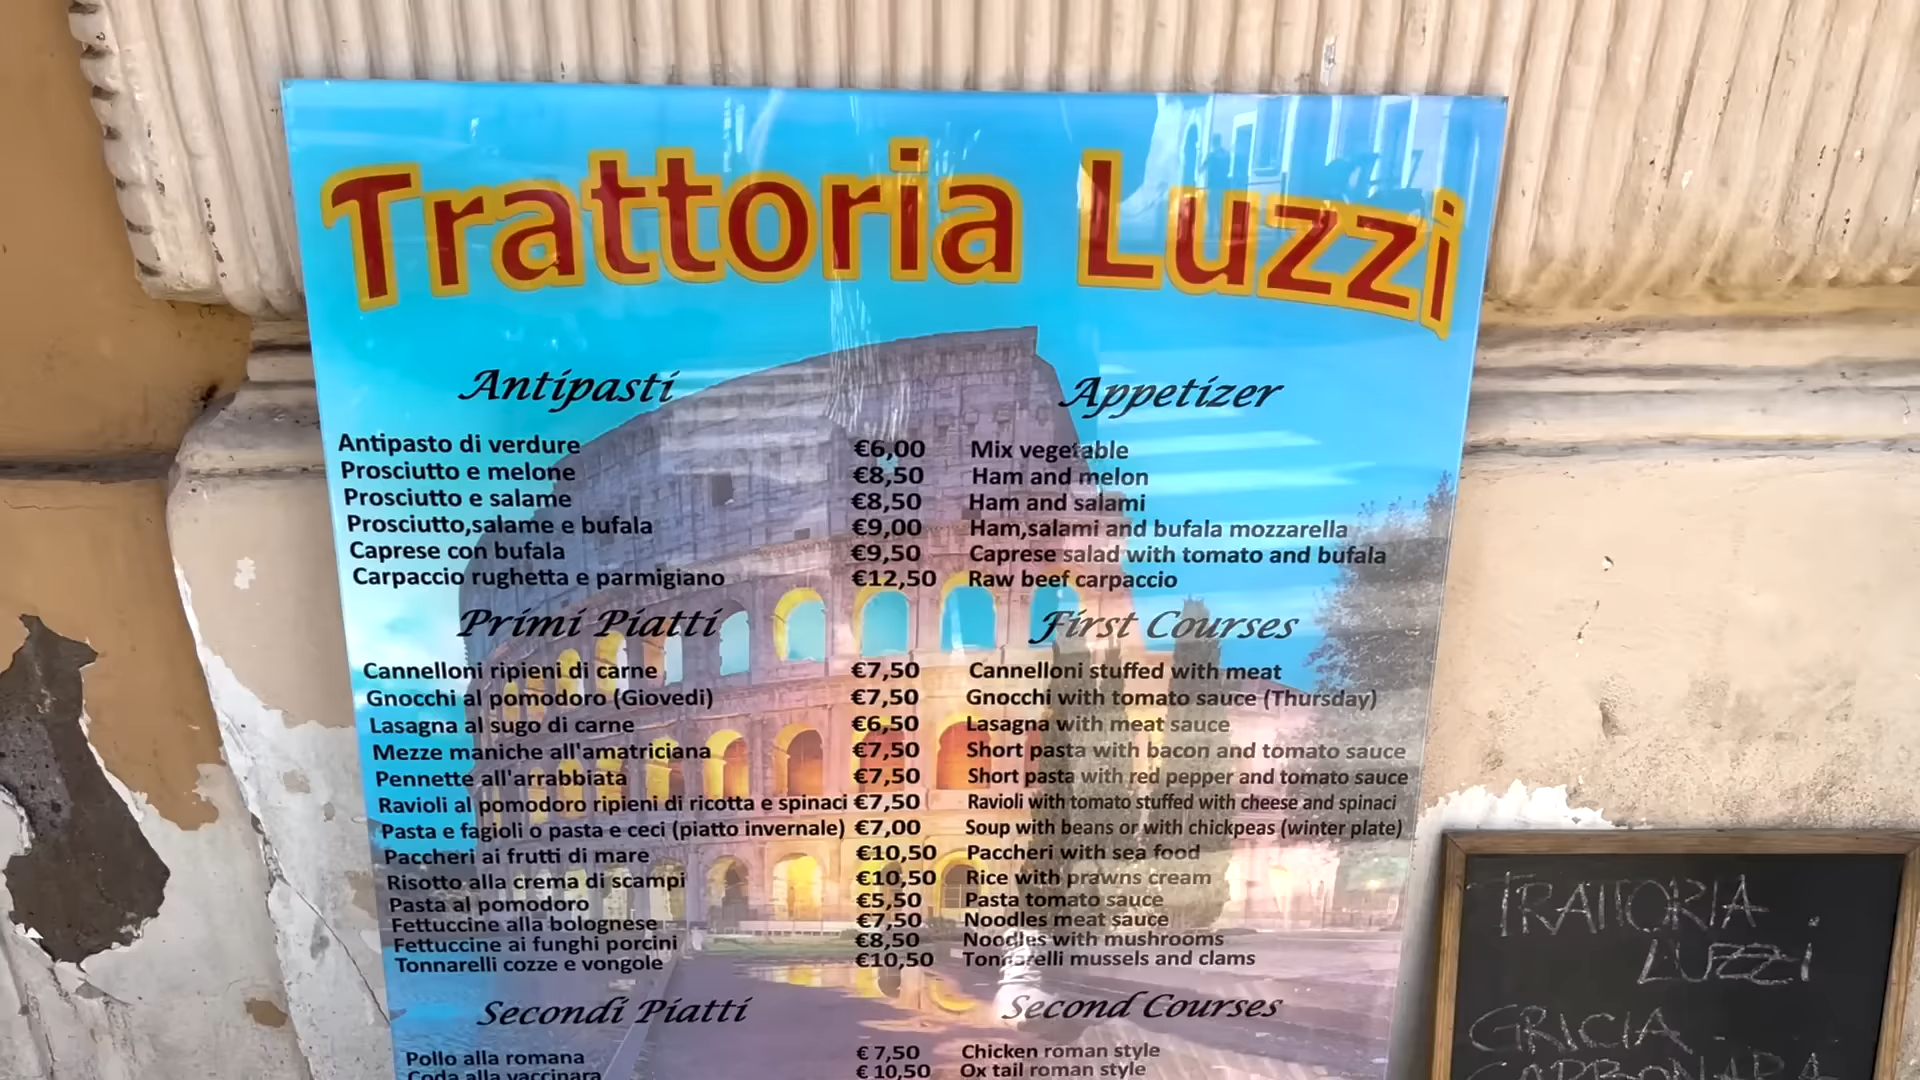 Trattoria Luzzi
Antipasti Appetizer
Antipasto di verdure €6,00 Mix vegetable
Prosciutto e melone €8,50 Ham and melon
Prosciutto e salame €8,50 Ham and salami
Prosciutto,salame e bufala €9,00 Ham,salami and bufala mozzarella
Caprese con bufala €9,50 Caprese salad with tomato and bufala
Carpaccio rughetta e parmigiano €12,50 Raw beef carpaccio
Primi Piatti First Courses
Cannelloni ripieni di carne €7,50 Cannelloni stuffed with meat
Gnocchi al pomodoro (Giovedi) €7,50 Gnocchi with tomato sauce (Thursday)
Lasagna al sugo di carne €6,50 Lasagna with meat sauce
Mezze maniche all'amatriciana €7,50 Short pasta with bacon and tomato sauce
Pennette all'arrabbiata €7,50 Short pasta with red pepper and tomato sauce
Ravioli al pomodoro ripieni di ricotta e spinaci €7,50 Ravioli with tomato stuffed with cheese and spinaci
Pasta e fagioli o pasta e ceci (piatto invernale) €7,00 Soup with beans or with chickpeas (winter plate)
Paccheri ai frutti di mare €10,50 Paccheri with sea food
Risotto alla crema di scampi €10,50 Rice with prawns cream
Pasta al pomodoro €5,50 Pasta tomato sauce
Fettuccine alla bolognese €7,50 Noodles meat sauce
Fettuccine ai funghi porcini €8,50 Noodles with mushrooms
Tonnarelli cozze e vongole €10,50 Tonnarelli mussels and clams
Secondi Piatti Second Courses
Pollo alla romana € 7,50 Chicken roman style
Coda alla vaccinara € 10,50 Ox tail roman style
TRATTORIA
LUZZI
GRICIA
CARBONARA